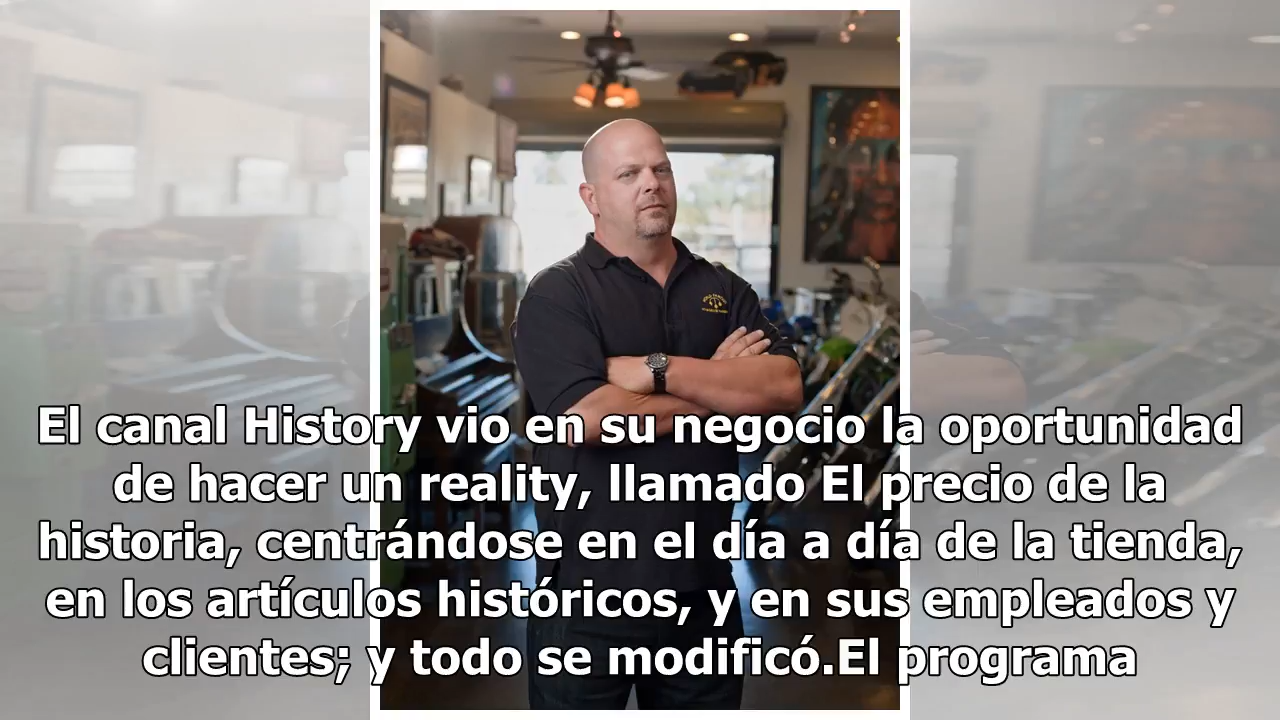 El canal History vio en su negocio la oportunidad
de hacer un reality, llamado El precio de la
historia, centrándose en el día a día de la tienda,
en los artículos históricos, y en sus empleados y
clientes; y todo se modificó.El programa